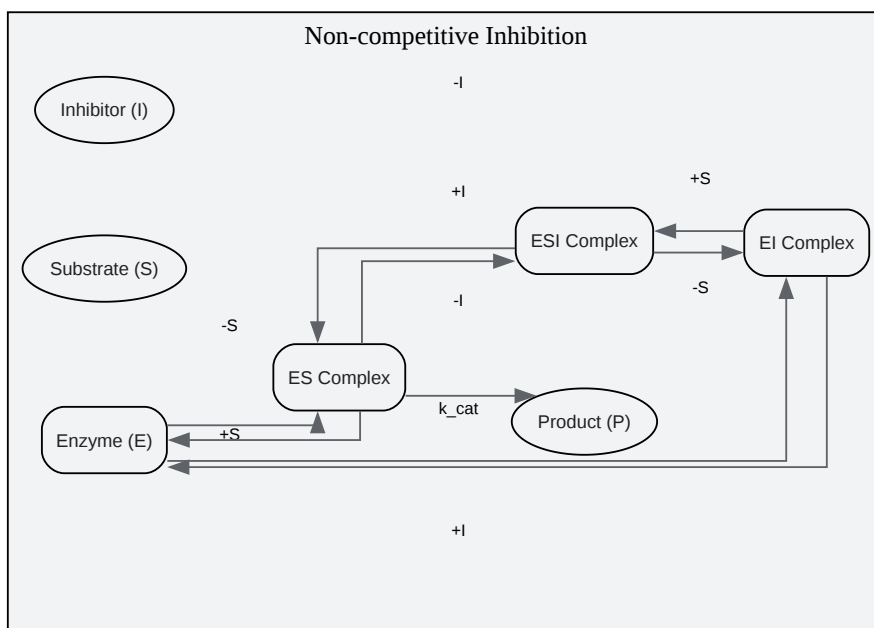 Non-competitive Inhibition
-I
Inhibitor (I)
+I
+S
ESI Complex
EI Complex
Substrate (S)
-S
-I
-S
ES Complex
k_cat
Product (P)
Enzyme (E)
+S
+I